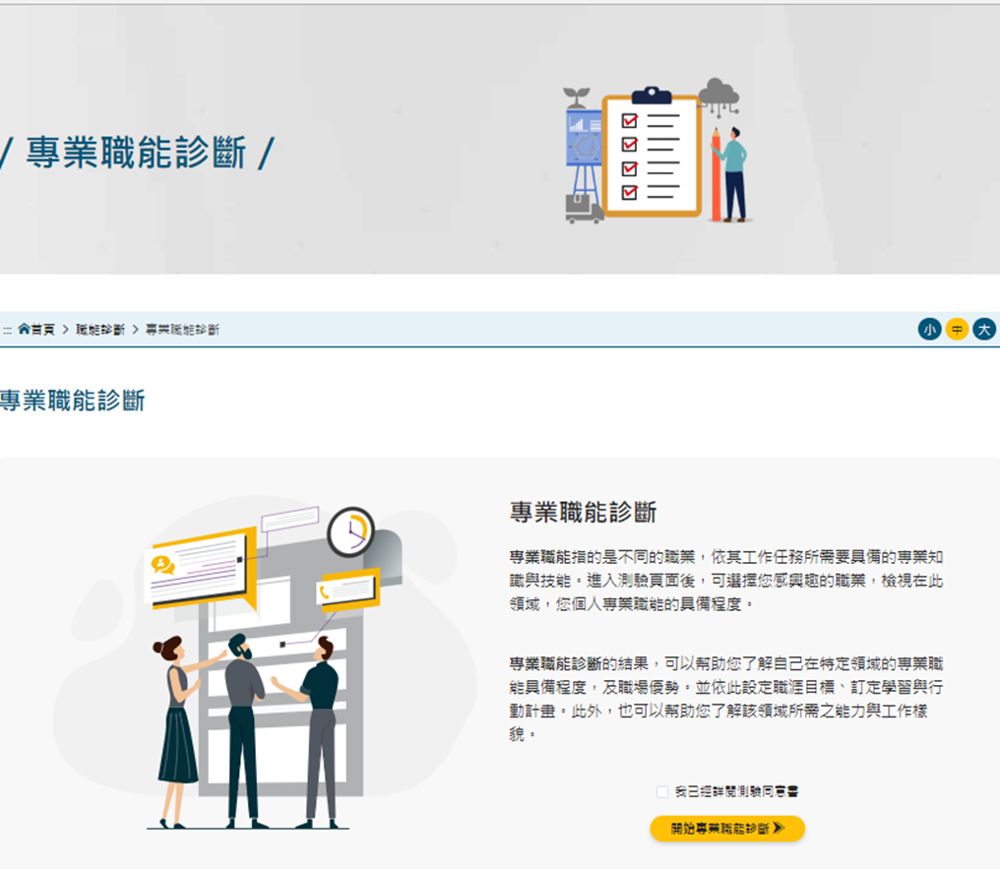 / 專業職能診斷 /
::: 首頁 > 職能診斷 > 專業職能診斷
小 中 大
專業職能診斷
專業職能診斷
專業職能指的是不同的職業，依其工作任務所需要具備的專業知
識與技能。進入測驗頁面後，可選擇您感興趣的職業，檢視在此
領域，您個人專業職能的具備程度。
專業職能診斷的結果，可以幫助您了解自己在特定領域的專業職
能具備程度，及職場優勢。並依此設定職涯目標、訂定學習與行
動計畫。此外，也可以幫助您了解該領域所需之能力與工作樣
貌。
我已經詳閱測驗同意書
開始專業職能診斷